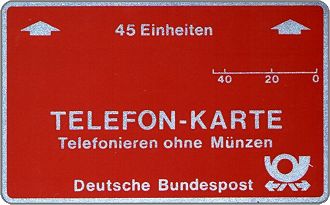 45 Einheiten
40 20 0
TELEFON-KARTE
Telefonieren ohne Münzen
Deutsche Bundespost